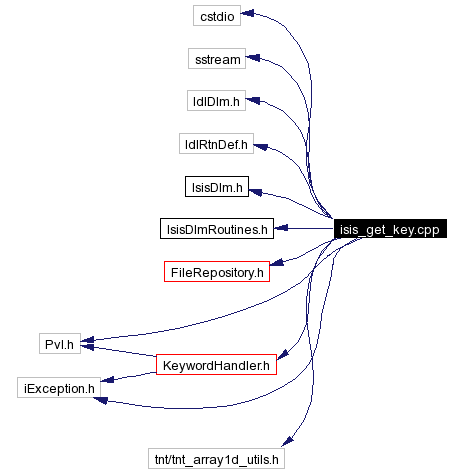 cstdio
sstream
IdlDlm.h
IdlRtnDef.h
IsisDlm.h
isis_get_key.cpp
IsisDlmRoutines.h
FileRepository.h
Pvl.h
KeywordHandler.h
iException.h
tnt/tnt_array1d_utils.h